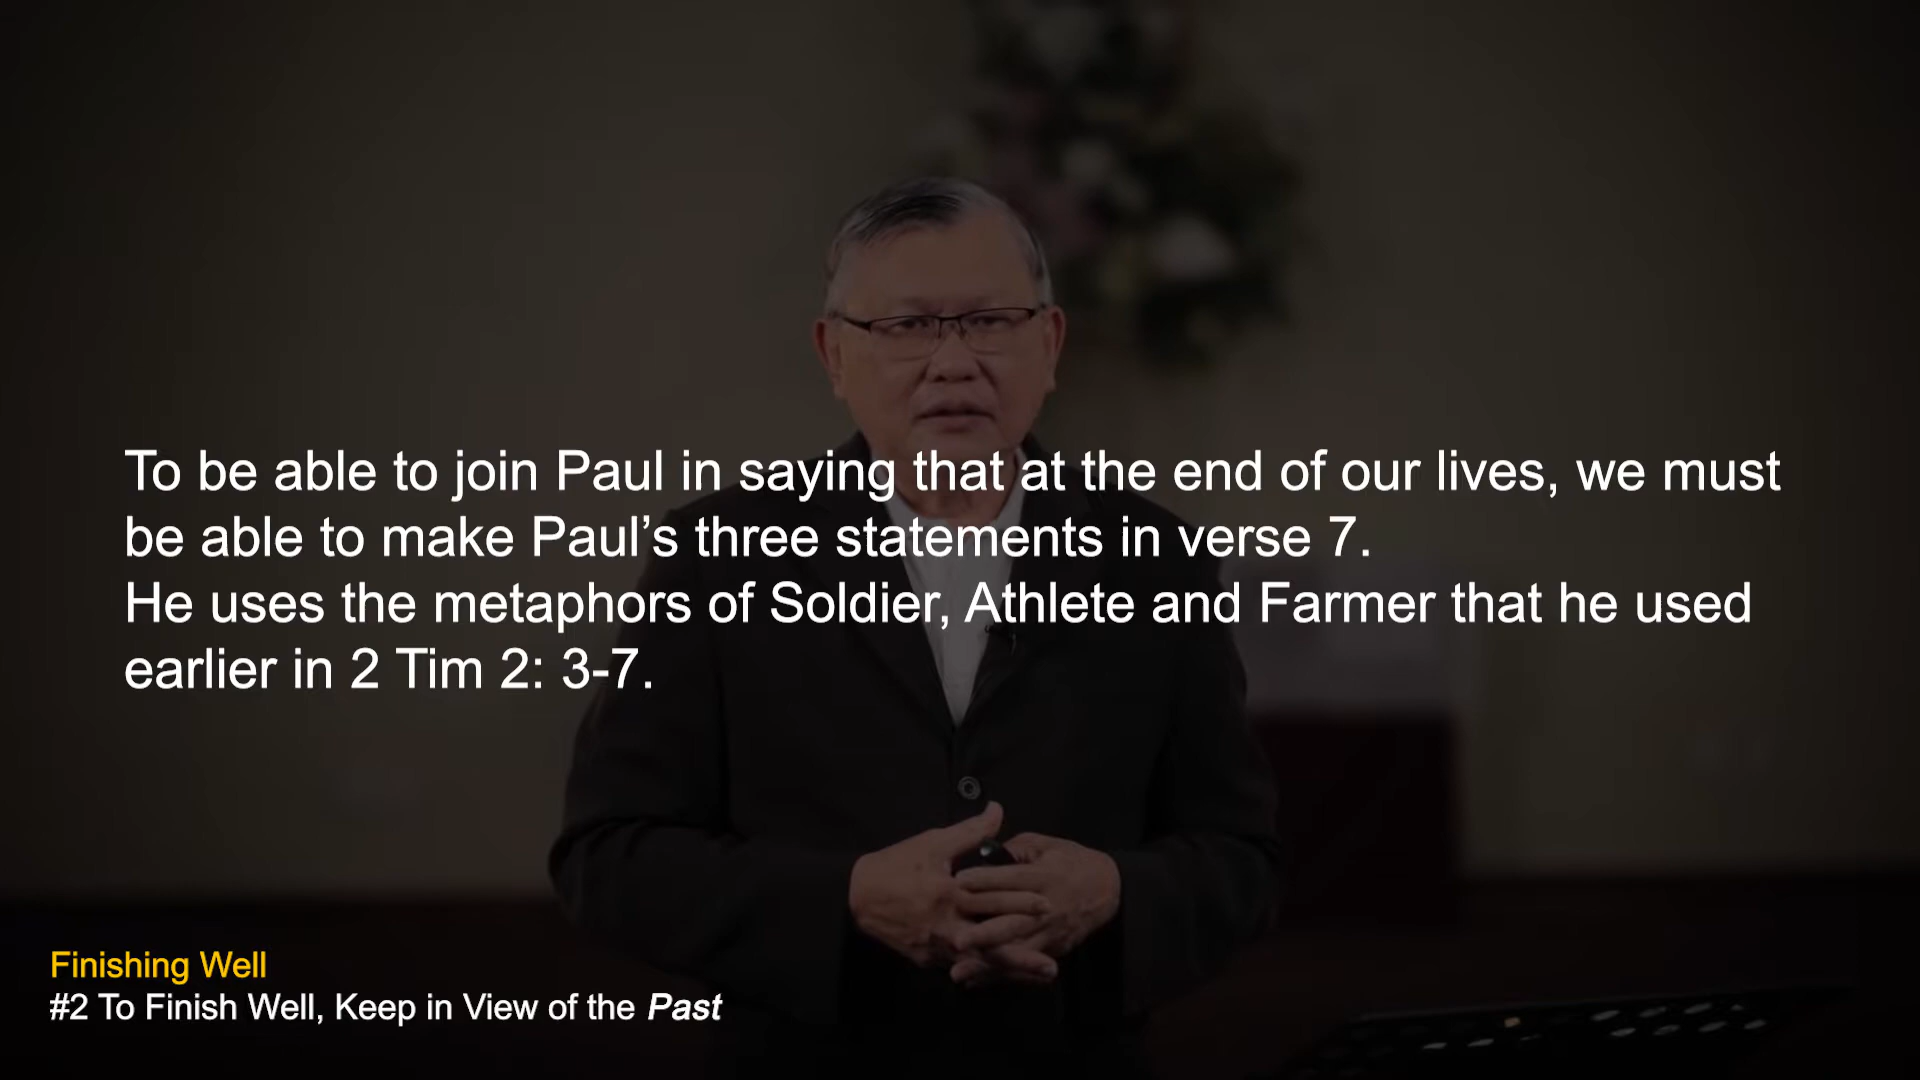 To be able to join Paul in saying that at the end of our lives, we must
be able to make Paul’s three statements in verse 7.
He uses the metaphors of Soldier, Athlete and Farmer that he used
earlier in 2 Tim 2: 3-7.
Finishing Well
#2 To Finish Well, Keep in View of the Past